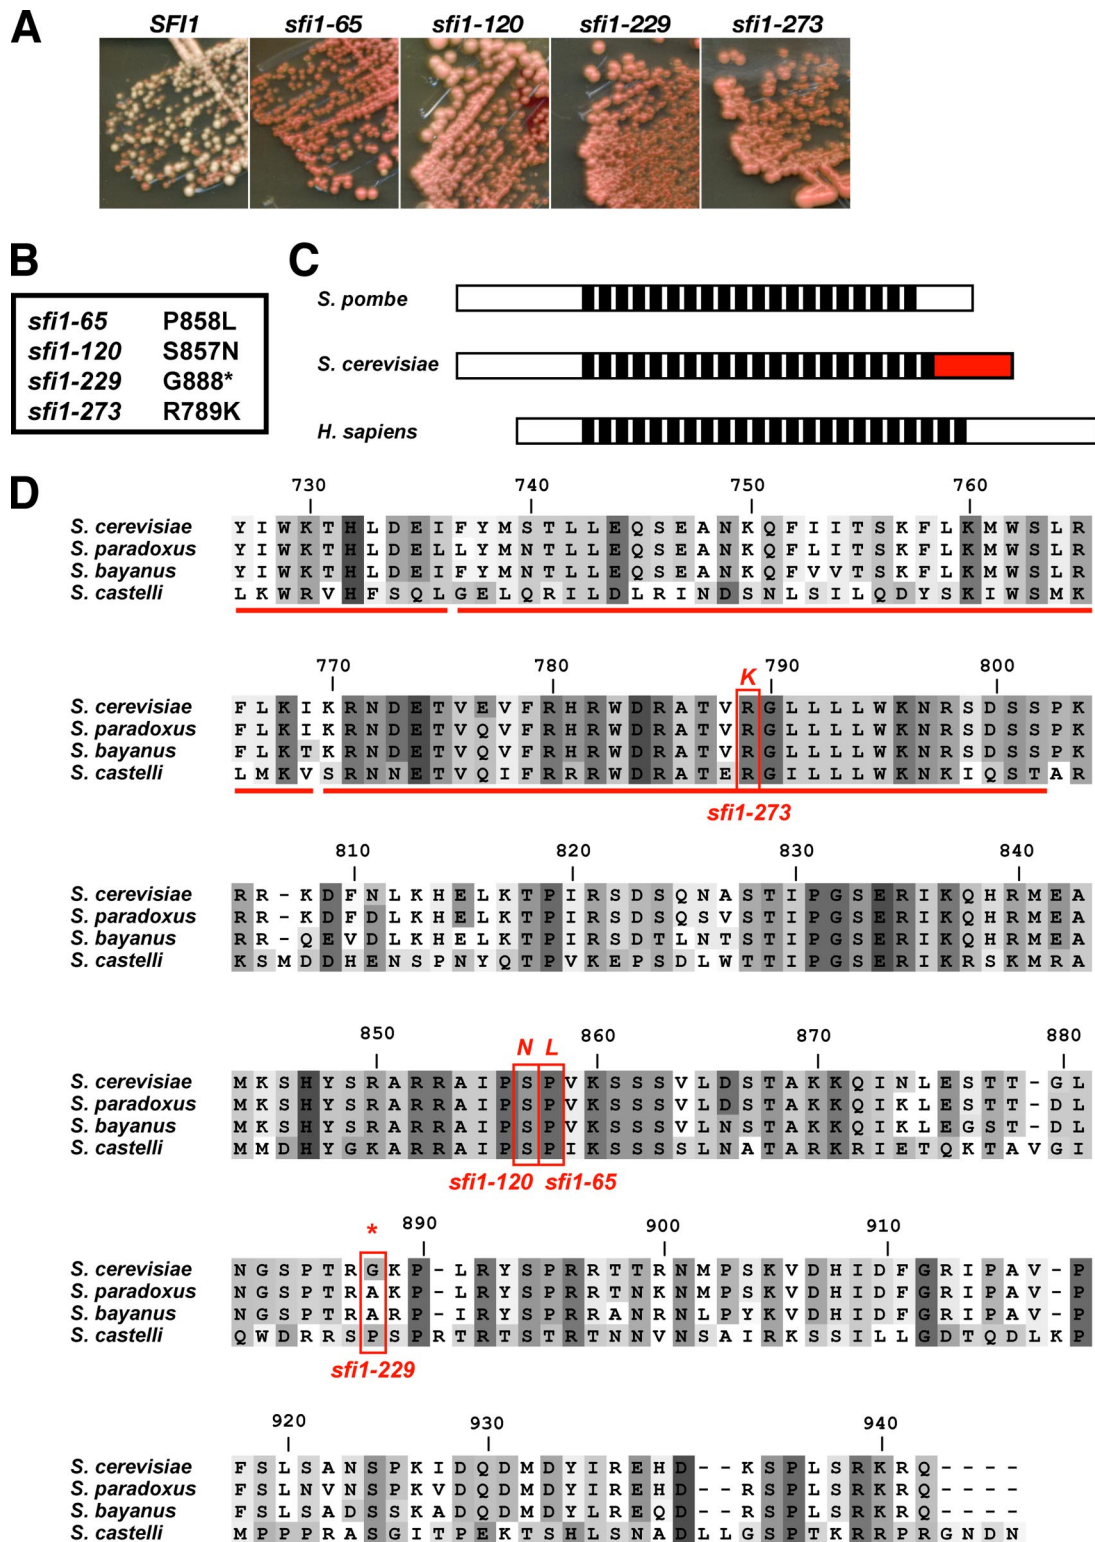 A
SFI1 sfi1-65 sfi1-120 sfi1-229 sfi1-273
B
sfi1-65 P858L
sfi1-120 S857N
sfi1-229 G888*
sfi1-273 R789K
C
S. pombe
S. cerevisiae
H. sapiens
D
730 740 750 760
S. cerevisiae Y I W K T H L D E I F Y M S T L L E Q S E A N K Q F I I T S K F L K M W S L R
S. paradoxus Y I W K T H L D E L L Y M N T L L E Q S E A N K Q F L I T S K F L K M W S L R
S. bayanus Y I W K T H L D E I F Y M N T L L E Q S E A N K Q F V V T S K F L K M W S L R
S. castelli L K W R V H F S Q L G E L Q R I L D L R I N D S N L S I L Q D Y S K I W S M K
770 780 790 800
K
S. cerevisiae F L K I K R N D E T V E V F R H R W D R A T V R G L L L L W K N R S D S S P K
S. paradoxus F L K I K R N D E T V Q V F R H R W D R A T V R G L L L L W K N R S D S S P K
S. bayanus F L K T K R N D E T V Q V F R H R W D R A T V R G L L L L W K N R S D S S P K
S. castelli L M K V S R N N E T V Q I F R R R W D R A T E R G I L L L W K N K I Q S T A R
sfi1-273
810 820 830 840
S. cerevisiae R R - K D F N L K H E L K T P I R S D S Q N A S T I P G S E R I K Q H R M E A
S. paradoxus R R - K D F D L K H E L K T P I R S D S Q S V S T I P G S E R I K Q H R M E A
S. bayanus R R - Q E V D L K H E L K T P I R S D T L N T S T I P G S E R I K Q H R M E A
S. castelli K S M D D H E N S P N Y Q T P V K E P S D L W T T I P G S E R I K R S K M R A
850 860 870 880
N L
S. cerevisiae M K S H Y S R A R R A I P S P V K S S S V L D S T A K K Q I N L E S T T - G L
S. paradoxus M K S H Y S R A R R A I P S P V K S S S V L D S T A K K Q I K L E S T T - D L
S. bayanus M K S H Y S R A R R A I P S P V K S S S V L N S T A K K Q I K L E G S T - D L
S. castelli M M D H Y G K A R R A I P S P I K S S S S L N A T A R K R I E T Q K T A V G I
sfi1-120 sfi1-65
* 890 900 910
S. cerevisiae N G S P T R G K P - L R Y S P R R T T R N M P S K V D H I D F G R I P A V - P
S. paradoxus N G S P T R A K P - L R Y S P R R T N K N M P S K V D H I D F G R I P A V - P
S. bayanus N G S P T R A R P - I R Y S P R R A N R N L P Y K V D H I D F G R I P A V - P
S. castelli Q W D R R S P S P R T R T S T R T N N V N S A I R K S S I L L G D T Q D L K P
sfi1-229
920 930 940
S. cerevisiae F S L S A N S P K I D Q D M D Y I R E H D - - K S P L S R K R Q - - - -
S. paradoxus F S L N V N S P K V D Q D M D Y I R E H D - - R S P L S R K R Q - - - -
S. bayanus F S L S A D S S K A D Q D M D Y L R E Q D - - R S P L S R K R Q - - - -
S. castelli M P P P R A S G I T P E K T S H L S N A D L L G S P T K R R P R G N D N